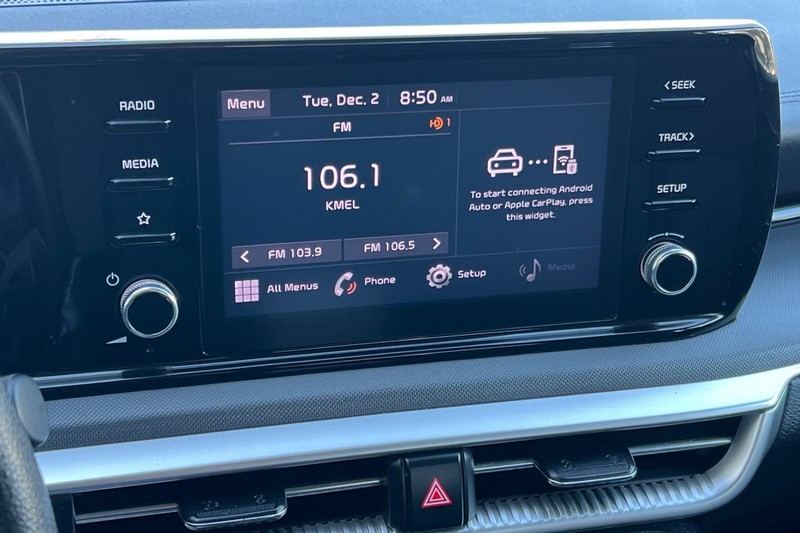 RADIO
MEDIA
Menu
Tue, Dec. 2
8:50 AM
FM
HD 1
106.1
KMEL
< FM 103.9
FM 106.5 >
To start connecting Android
Auto or Apple CarPlay, press
this widget.
All Menus
Phone
Setup
Media
< SEEK
TRACK >
SETUP